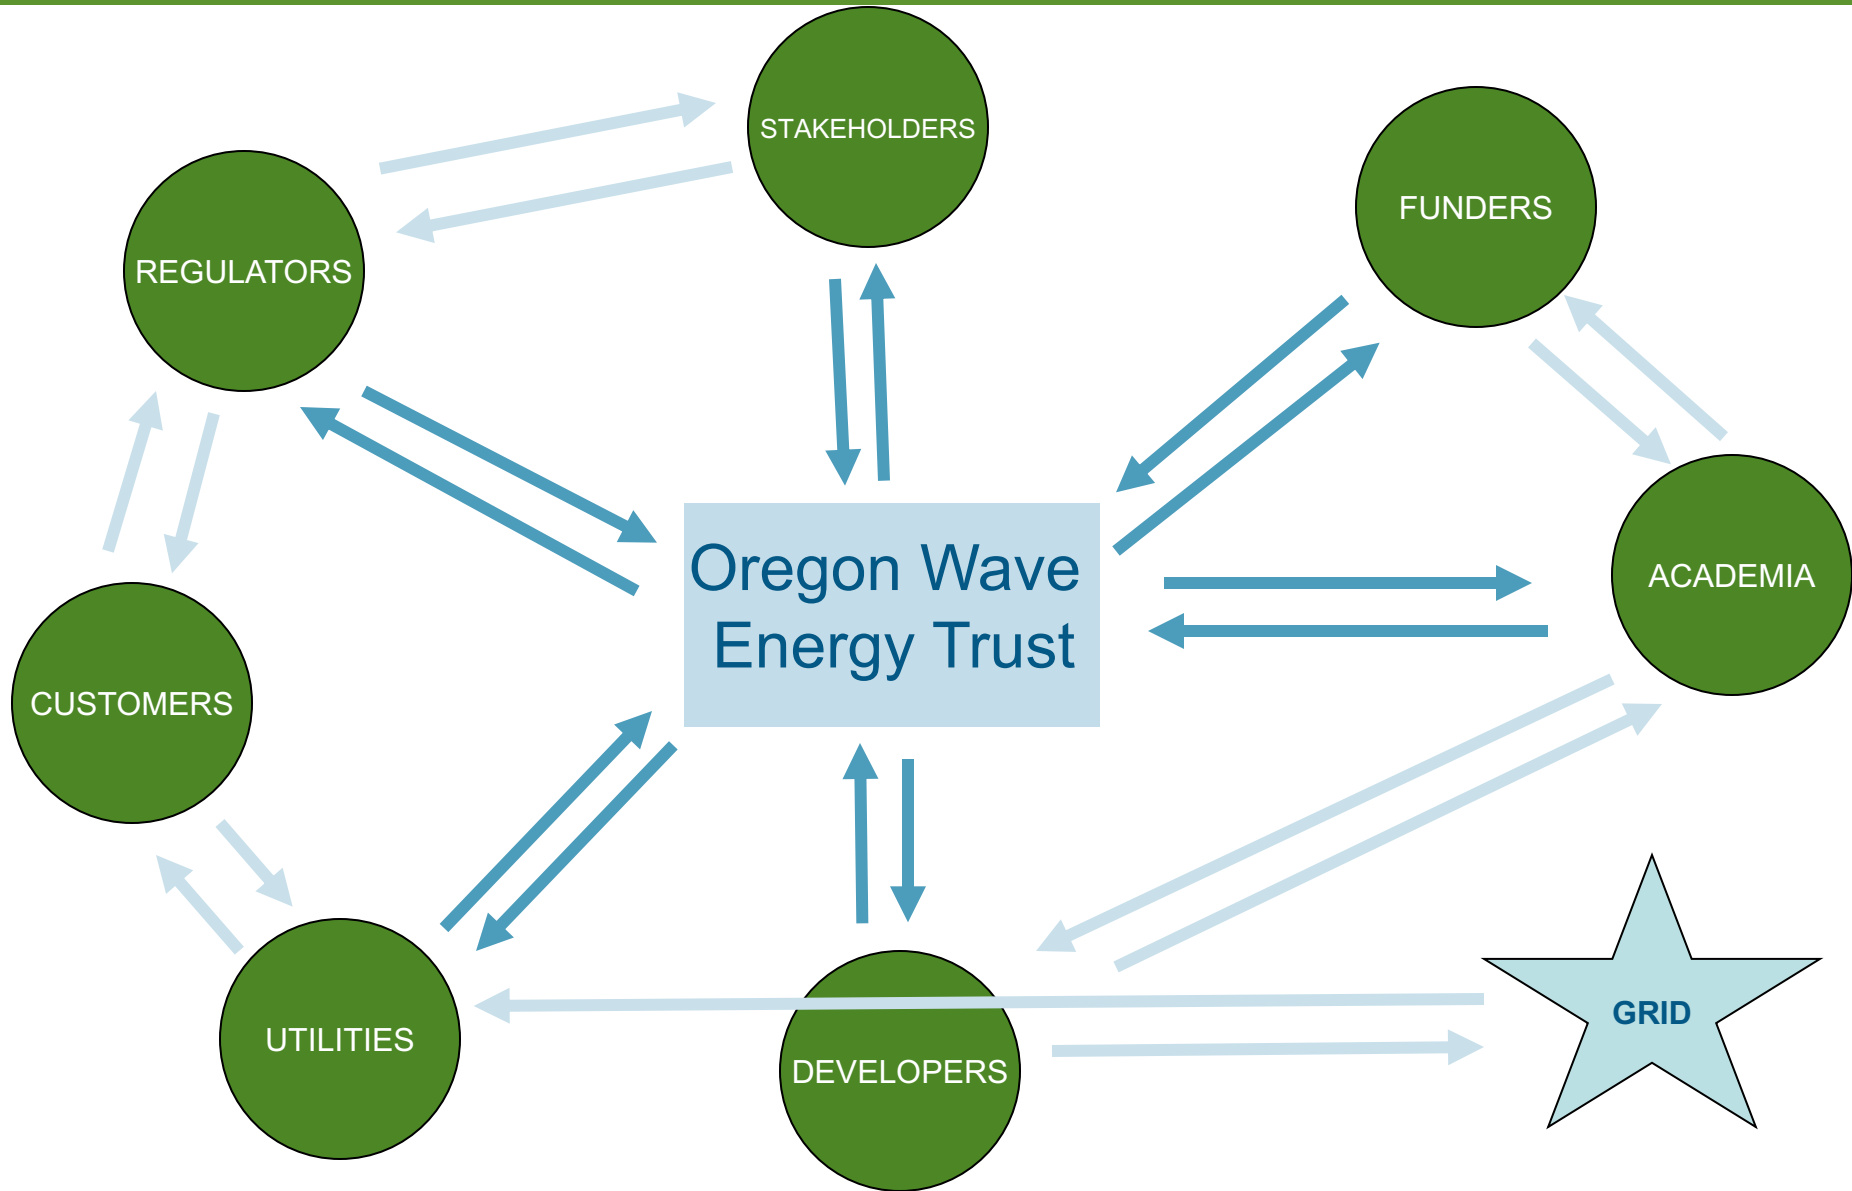 STAKEHOLDERS
FUNDERS
REGULATORS
Oregon Wave
Energy Trust
ACADEMIA
CUSTOMERS
GRID
UTILITIES
DEVELOPERS